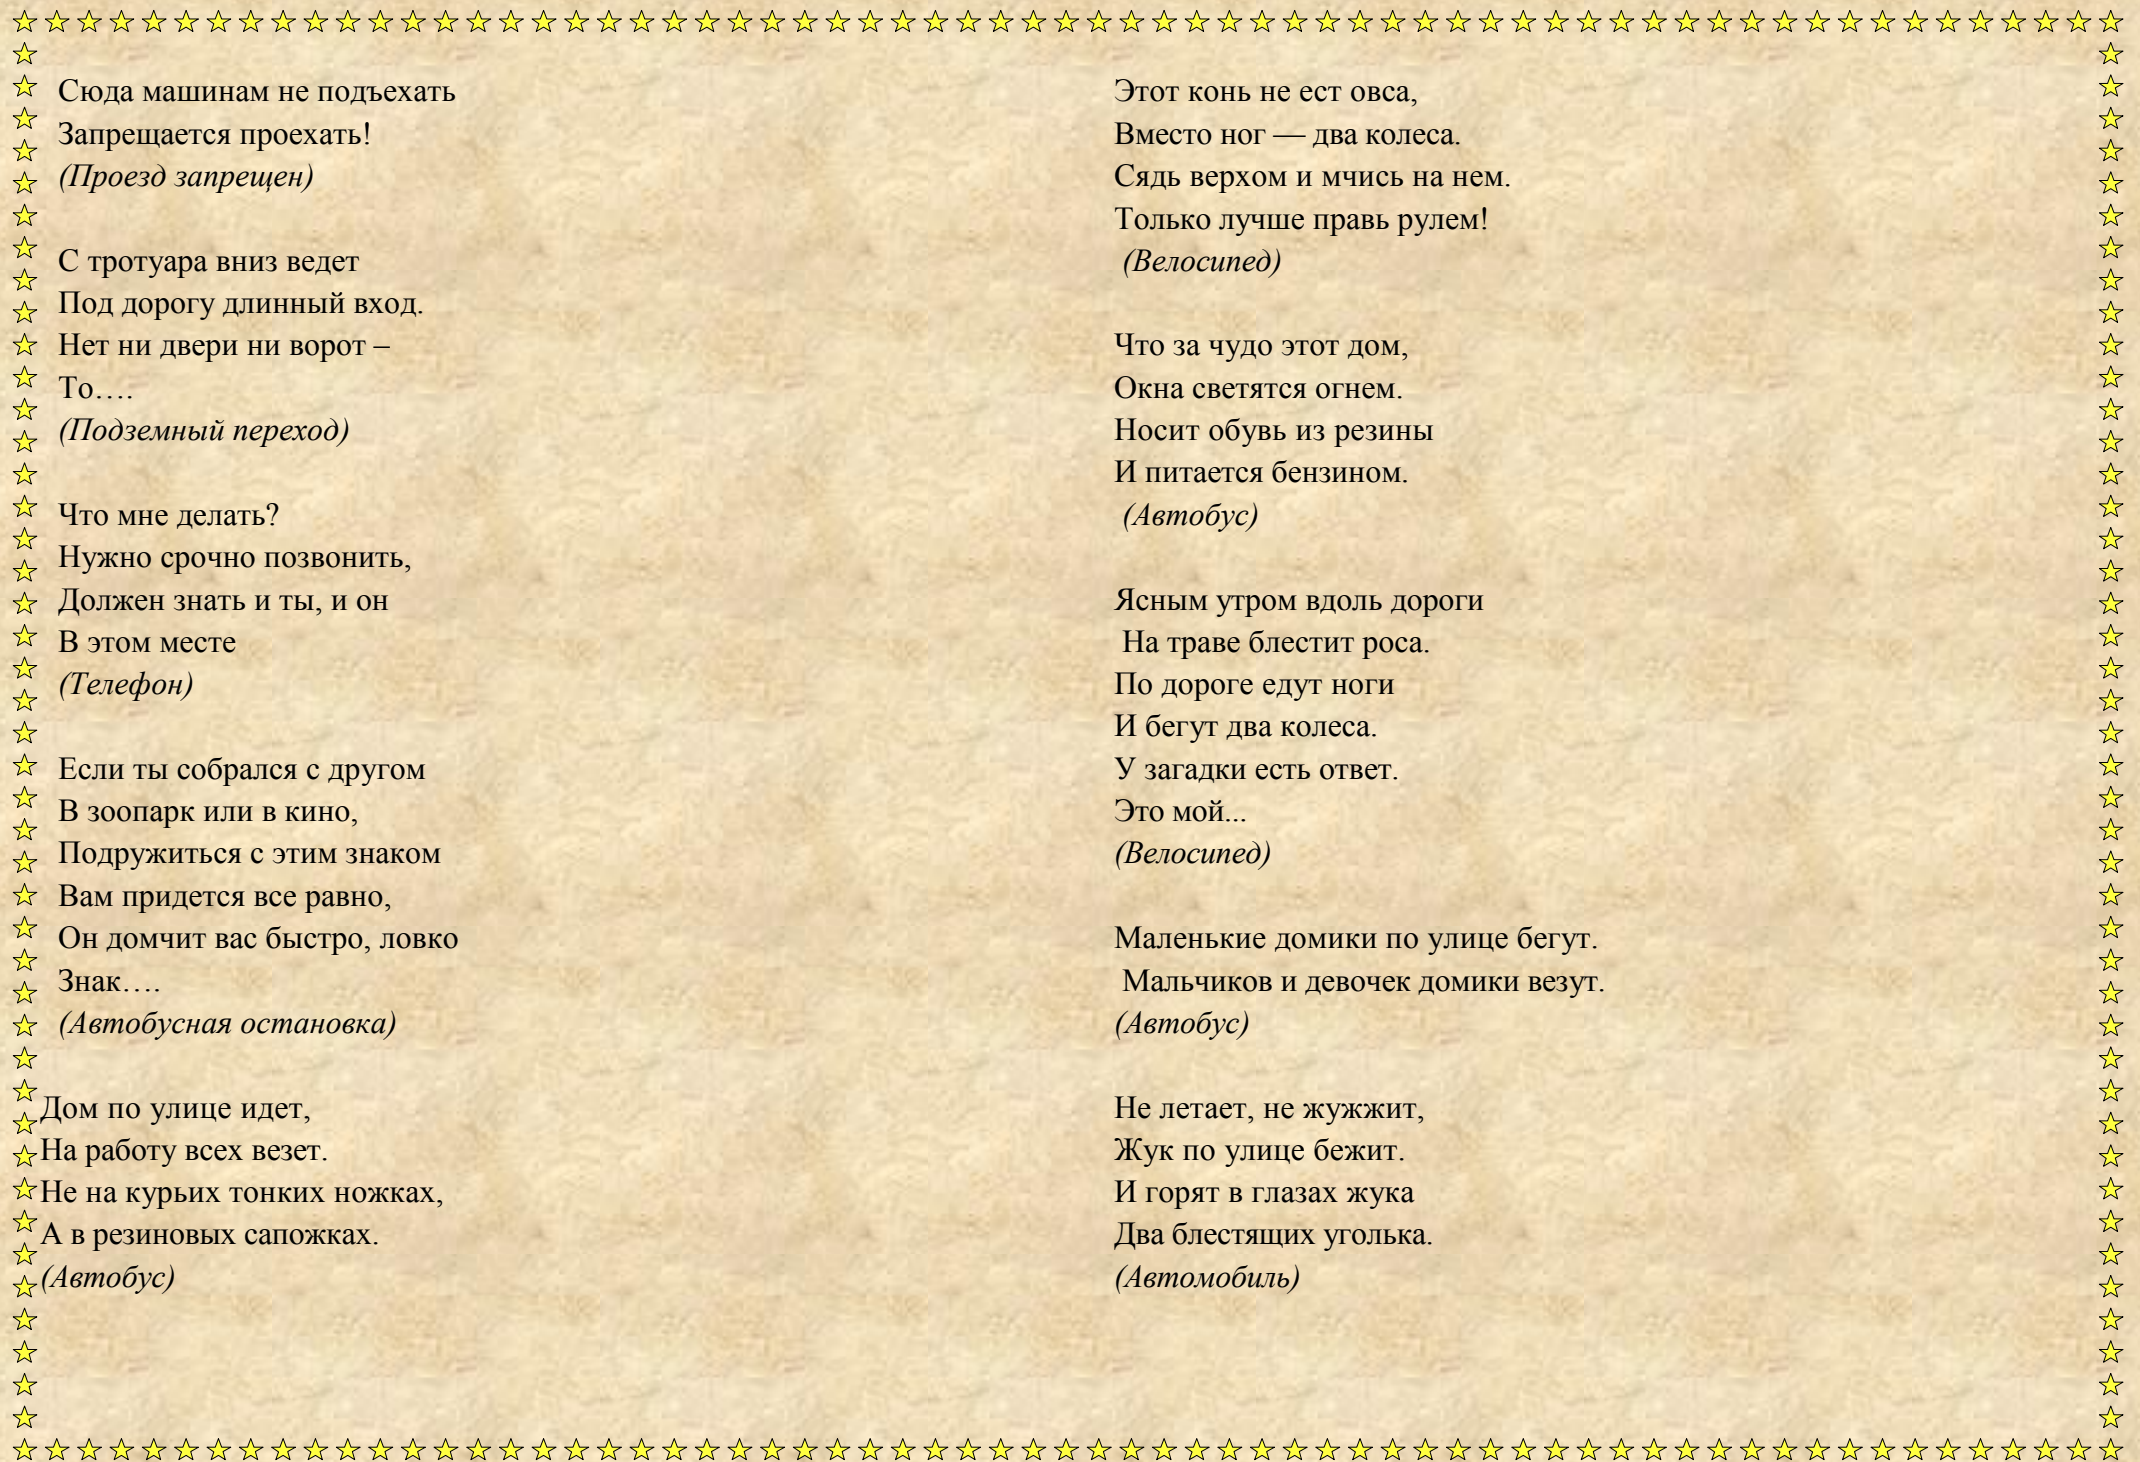 Сюда машинам не подъехать
Запрещается проехать!
(Проезд запрещен)

С тротуара вниз ведет
Под дорогу длинный вход.
Нет ни двери ни ворот –
То….
(Подземный переход)

Что мне делать?
Нужно срочно позвонить,
Должен знать и ты, и он
В этом месте
(Телефон)

Если ты собрался с другом
В зоопарк или в кино,
Подружиться с этим знаком
Вам придется все равно,
Он домчит вас быстро, ловко
Знак….
(Автобусная остановка)

Дом по улице идет,
На работу всех везет.
Не на курьих тонких ножках,
А в резиновых сапожках.
(Автобус)

Этот конь не ест овса,
Вместо ног — два колеса.
Сядь верхом и мчись на нем.
Только лучше правь рулем!
(Велосипед)

Что за чудо этот дом,
Окна светятся огнем.
Носит обувь из резины
И питается бензином.
(Автобус)

Ясным утром вдоль дороги
На траве блестит роса.
По дороге едут ноги
И бегут два колеса.
У загадки есть ответ.
Это мой...
(Велосипед)

Маленькие домики по улице бегут.
Мальчиков и девочек домики везут.
(Автобус)

Не летает, не жужжит,
Жук по улице бежит.
И горят в глазах жука
Два блестящих уголька.
(Автомобиль)